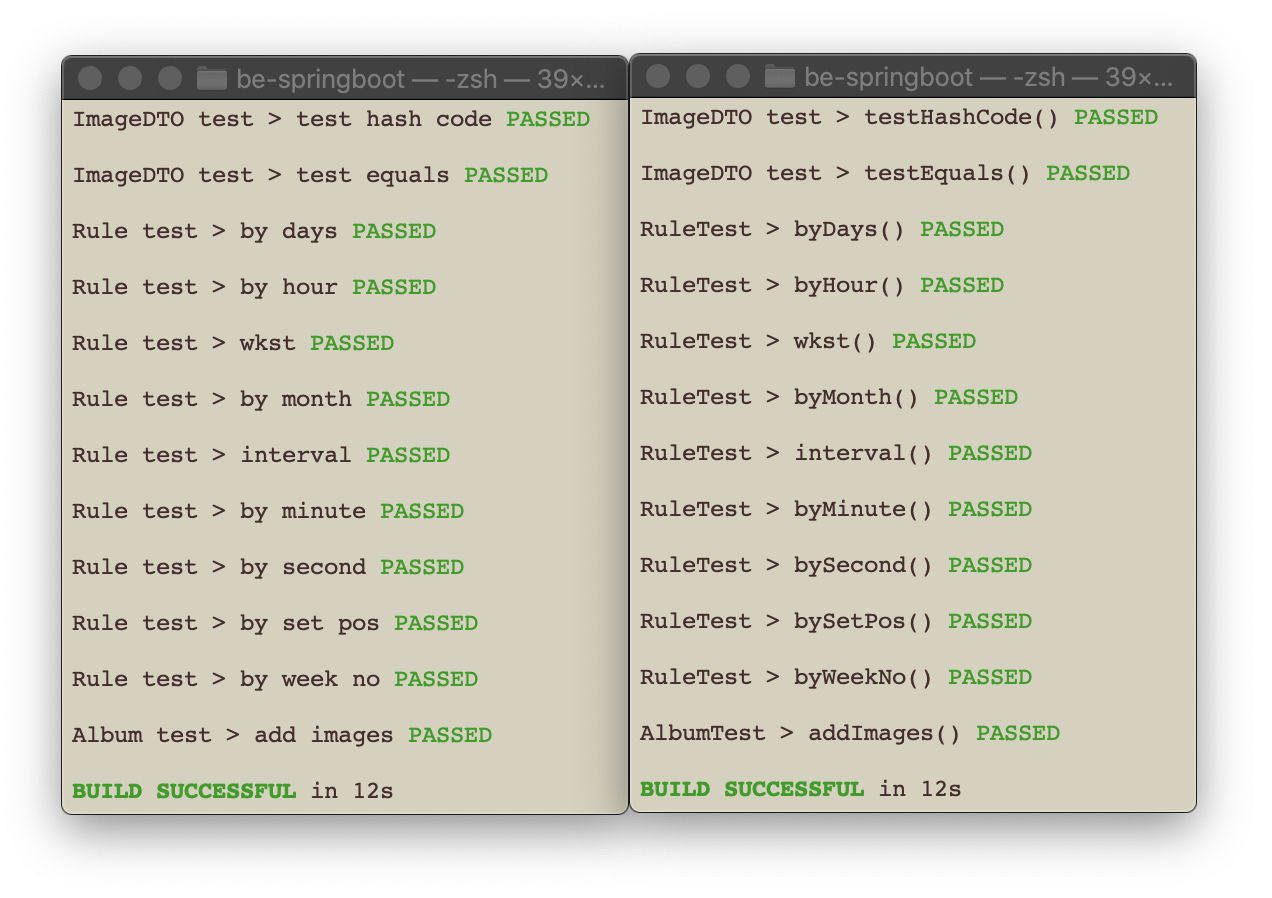 be-springboot — -zsh — 39×...
ImageDTO test > test hash code PASSED
ImageDTO test > test equals PASSED
Rule test > by days PASSED
Rule test > by hour PASSED
Rule test > wkst PASSED
Rule test > by month PASSED
Rule test > interval PASSED
Rule test > by minute PASSED
Rule test > by second PASSED
Rule test > by set pos PASSED
Rule test > by week no PASSED
Album test > add images PASSED
BUILD SUCCESSFUL in 12s
be-springboot — -zsh — 39×...
ImageDTO test > testHashCode() PASSED
ImageDTO test > testEquals() PASSED
RuleTest > byDays() PASSED
RuleTest > byHour() PASSED
RuleTest > wkst() PASSED
RuleTest > byMonth() PASSED
RuleTest > interval() PASSED
RuleTest > byMinute() PASSED
RuleTest > bySecond() PASSED
RuleTest > bySetPos() PASSED
RuleTest > byWeekNo() PASSED
AlbumTest > addImages() PASSED
BUILD SUCCESSFUL in 12s